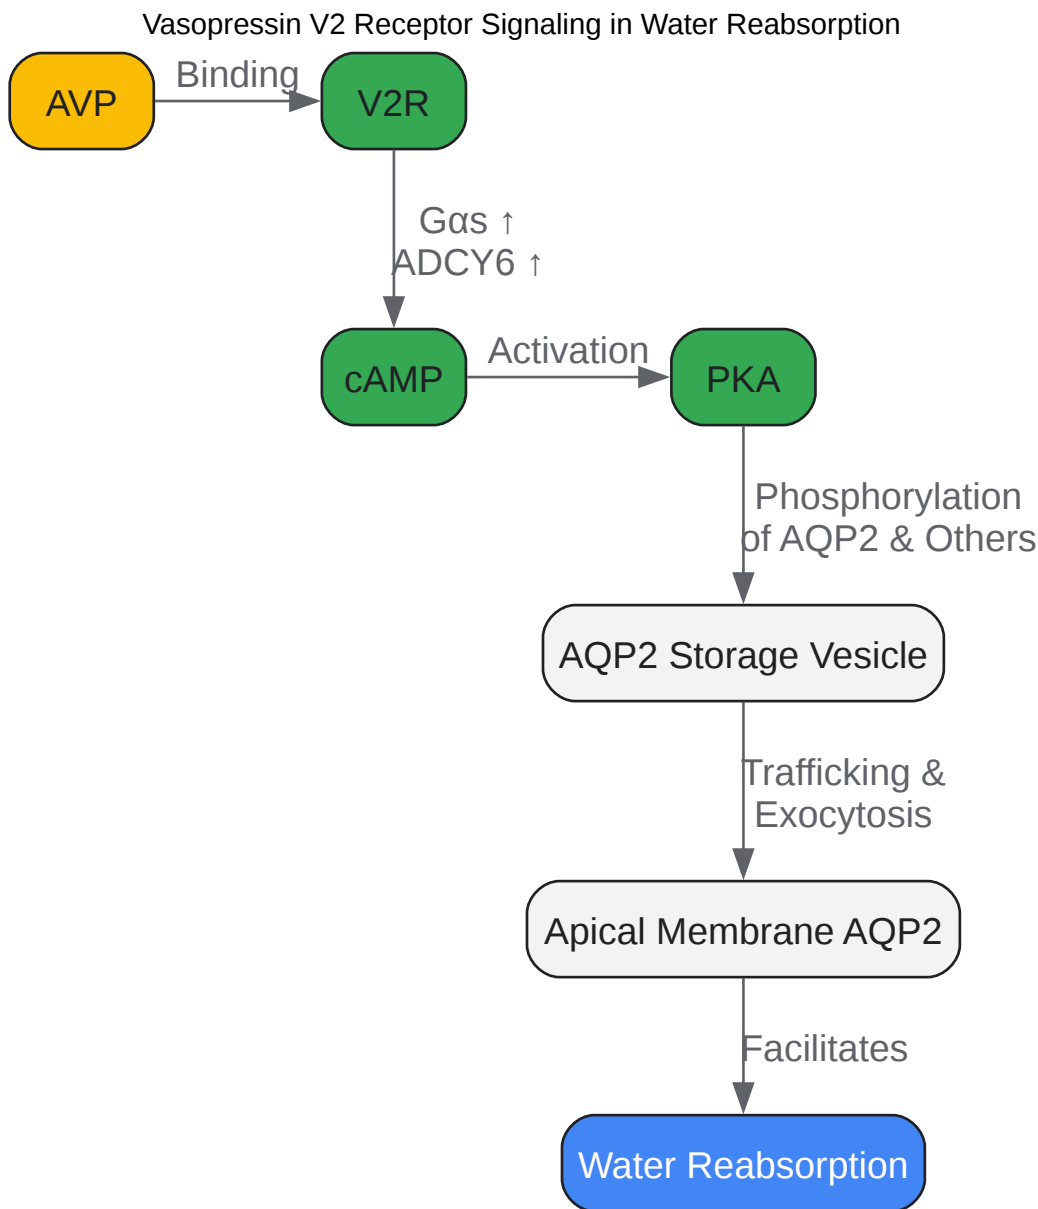 Vasopressin V2 Receptor Signaling in Water Reabsorption
Binding
AVP
V2R
Gαs ↑
ADCY6 ↑
Activation
cAMP
PKA
Phosphorylation
of AQP2 & Others
AQP2 Storage Vesicle
Trafficking &
Exocytosis
Apical Membrane AQP2
Facilitates
Water Reabsorption